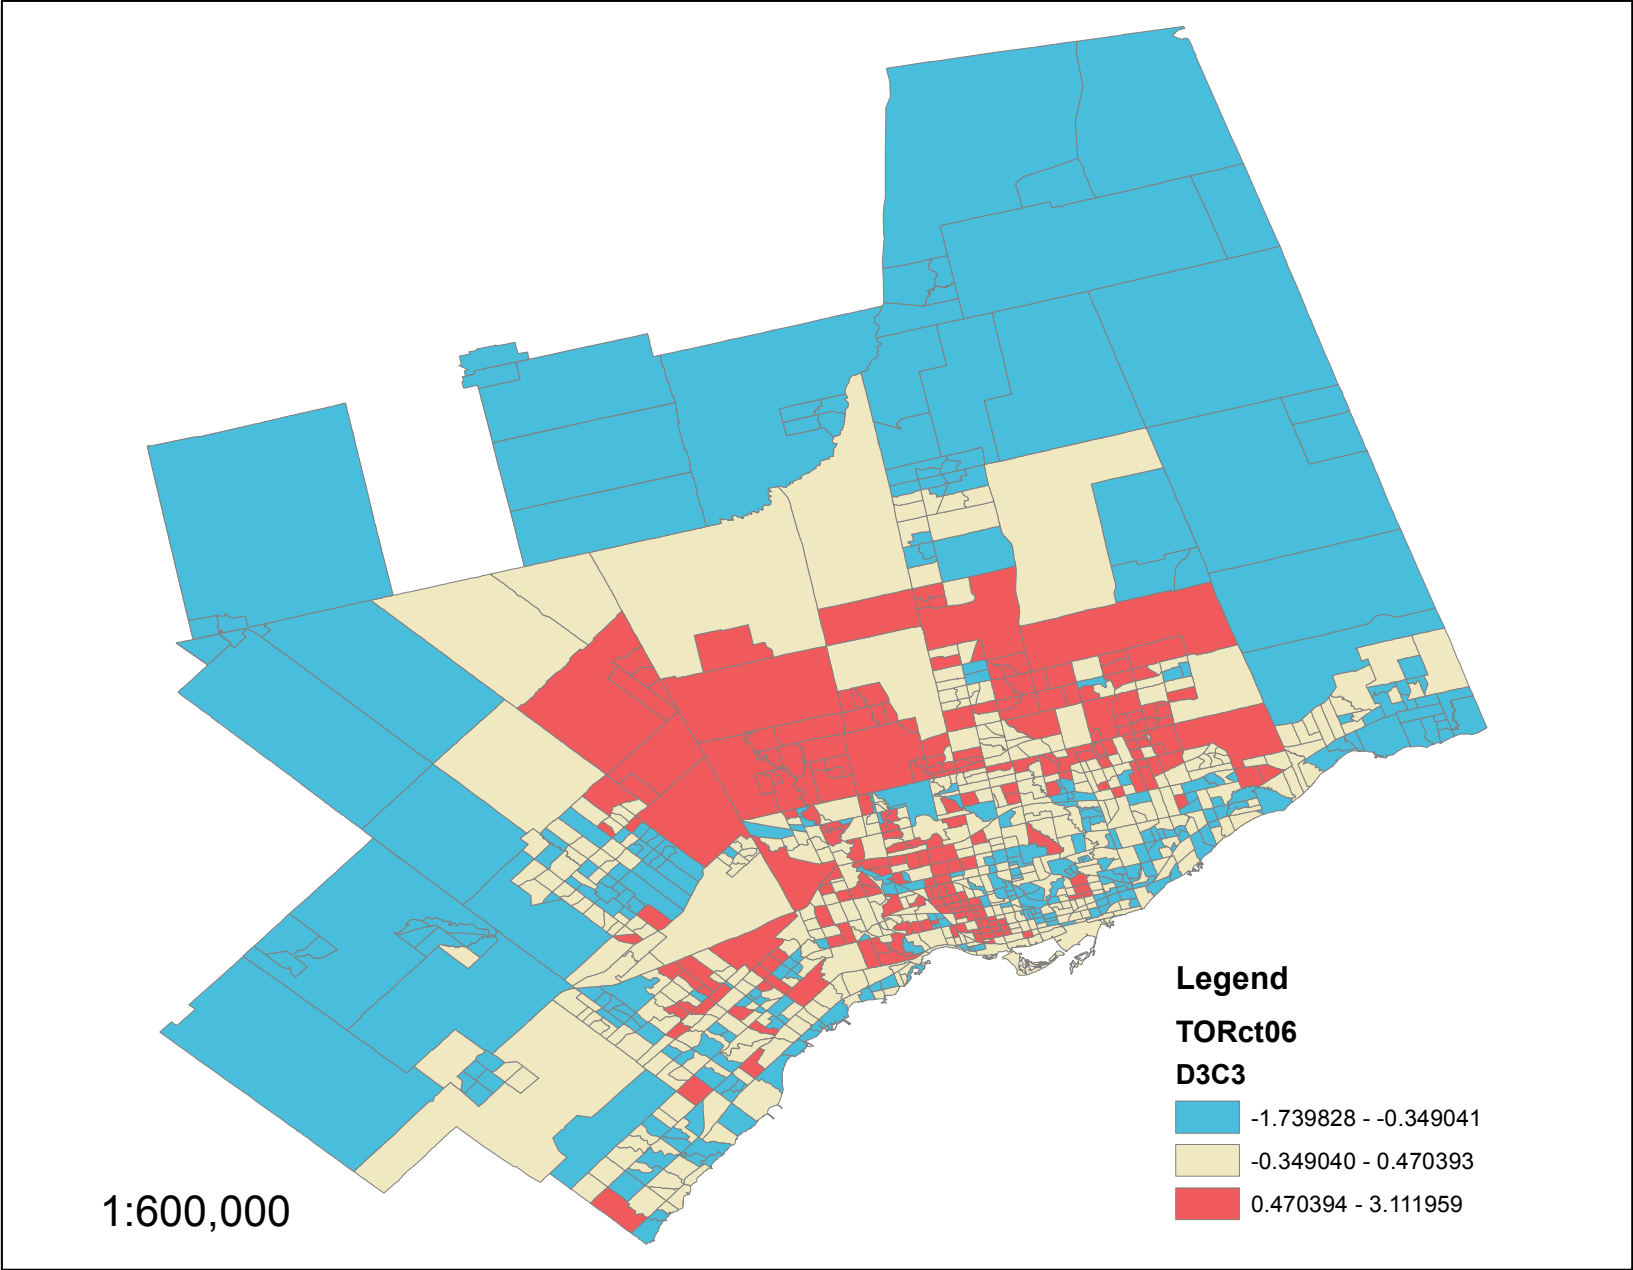 Legend
TORct06
D3C3
-1.739828 - -0.349041
-0.349040 - 0.470393
0.470394 - 3.111959
1:600,000